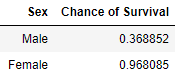 Sex Chance of Survival
Male 0.368852
Female 0.968085